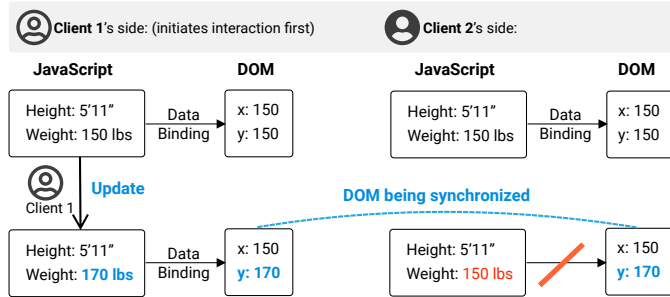 Client 1's side: (initiates interaction first)
Client 2's side:
JavaScript
DOM
JavaScript
DOM
Height: 5’11”
Weight: 150 lbs
Data
Binding
x: 150
y: 150
Height: 5’11”
Weight: 150 lbs
Data
Binding
x: 150
y: 150
Client 1
Update
DOM being synchronized
Height: 5’11”
Weight: 170 lbs
Data
Binding
x: 150
y: 170
Height: 5’11”
Weight: 150 lbs
x: 150
y: 170